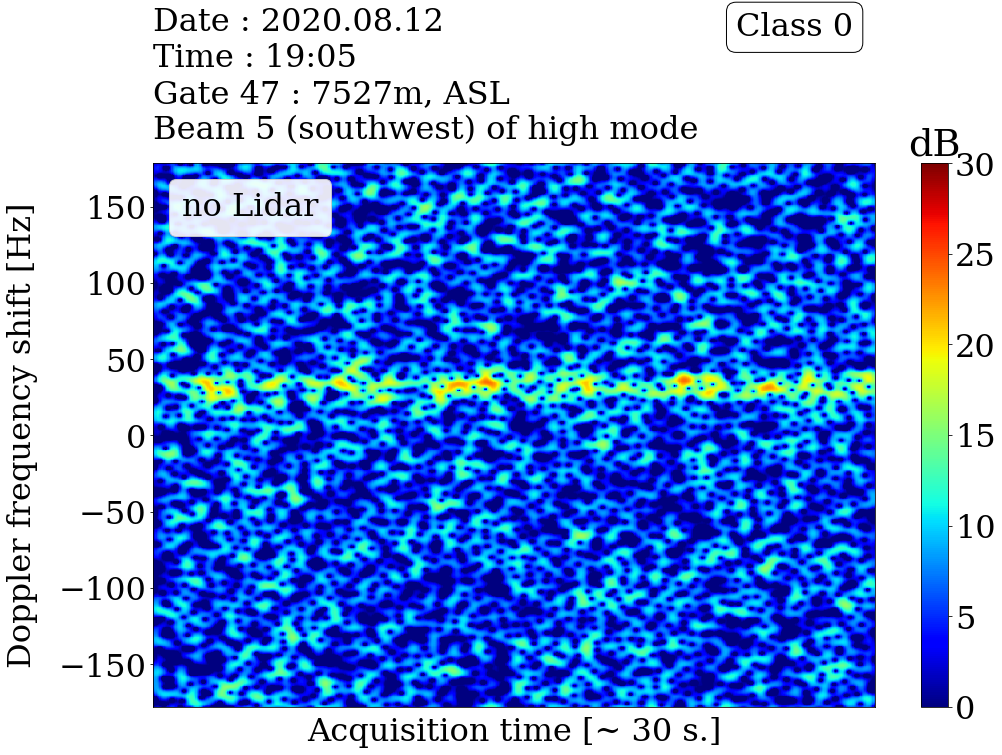 Date : 2020.08.12
Time : 19:05
Gate 47 : 7527m, ASL
Beam 5 (southwest) of high mode
Class 0
no Lidar
Doppler frequency shift [Hz]
150
100
50
0
−50
−100
−150
Acquisition time [~ 30 s.]
dB
30
25
20
15
10
5
0